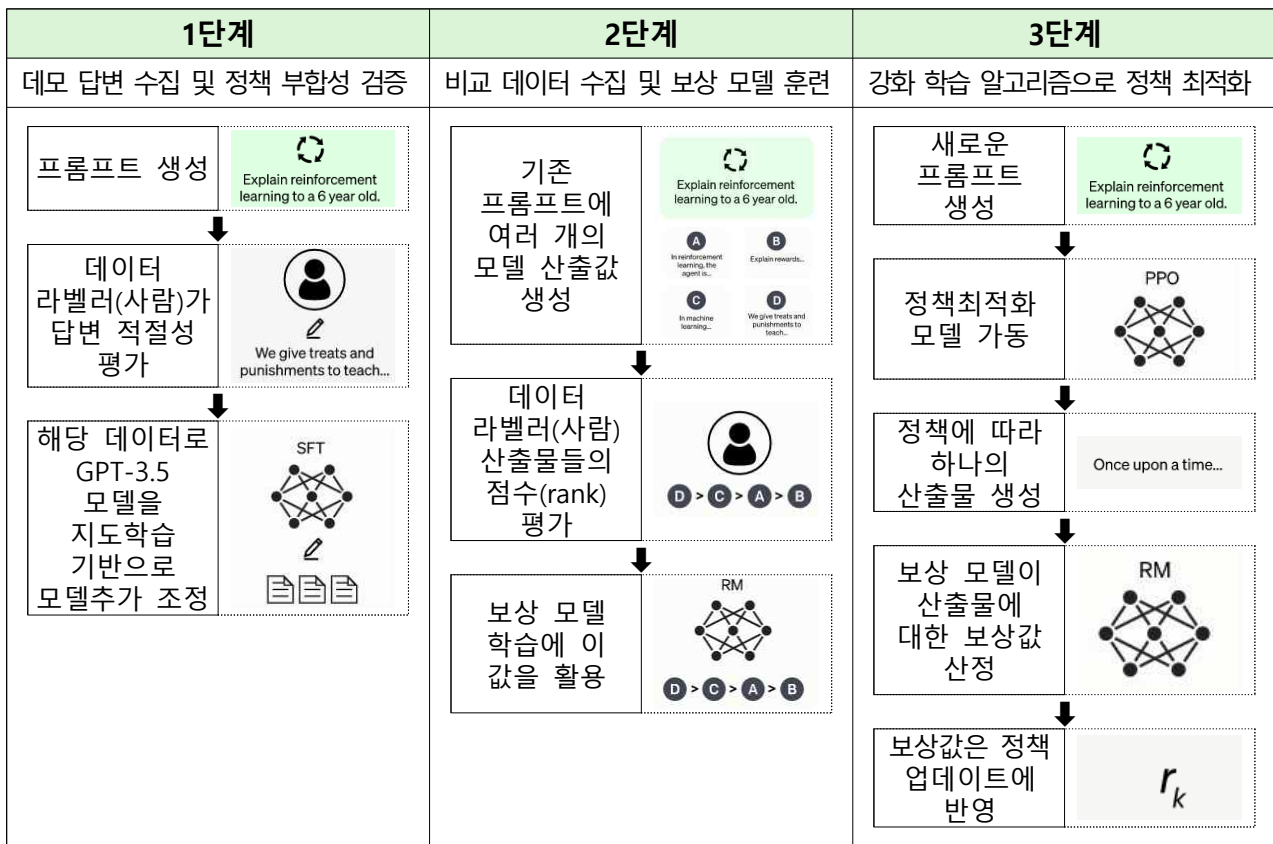 1단계
데모 답변 수집 및 정책 부합성 검증
프롬프트 생성
Explain reinforcement
learning to a 6 year old.
데이터
라벨러(사람)가
답변 적절성
평가
We give treats and
punishments to teach...
해당 데이터로
GPT-3.5
모델을
지도학습
기반으로
모델추가 조정
SFT
2단계
비교 데이터 수집 및 보상 모델 훈련
기존
프롬프트에
여러 개의
모델 산출값
생성
Explain reinforcement
learning to a 6 year old.
A
In reinforcement
learning, the
agent is...
B
Explain rewards...
C
In machine
learning...
D
We give treats and
punishments to
teach...
데이터
라벨러(사람)
산출물들의
점수(rank)
평가
D > C > A > B
보상 모델
학습에 이
값을 활용
RM
D > C > A > B
3단계
강화 학습 알고리즘으로 정책 최적화
새로운
프롬프트
생성
Explain reinforcement
learning to a 6 year old.
정책최적화
모델 가동
PPO
정책에 따라
하나의
산출물 생성
Once upon a time...
보상 모델이
산출물에
대한 보상값
산정
RM
보상값은 정책
업데이트에
반영
r_k